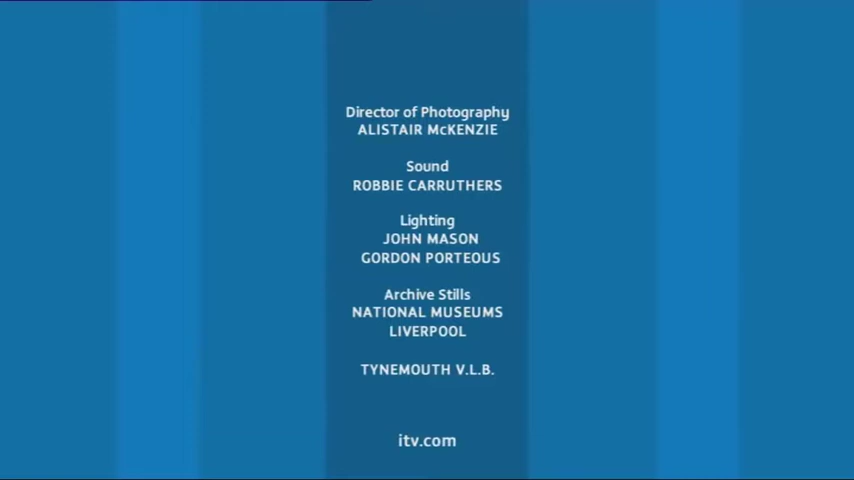 Director of Photography
ALISTAIR McKENZIE
Sound
ROBBIE CARRUTHERS
Lighting
JOHN MASON
GORDON PORTEOUS
Archive Stills
NATIONAL MUSEUMS
LIVERPOOL
TYNEMOUTH V.L.B.
itv.com